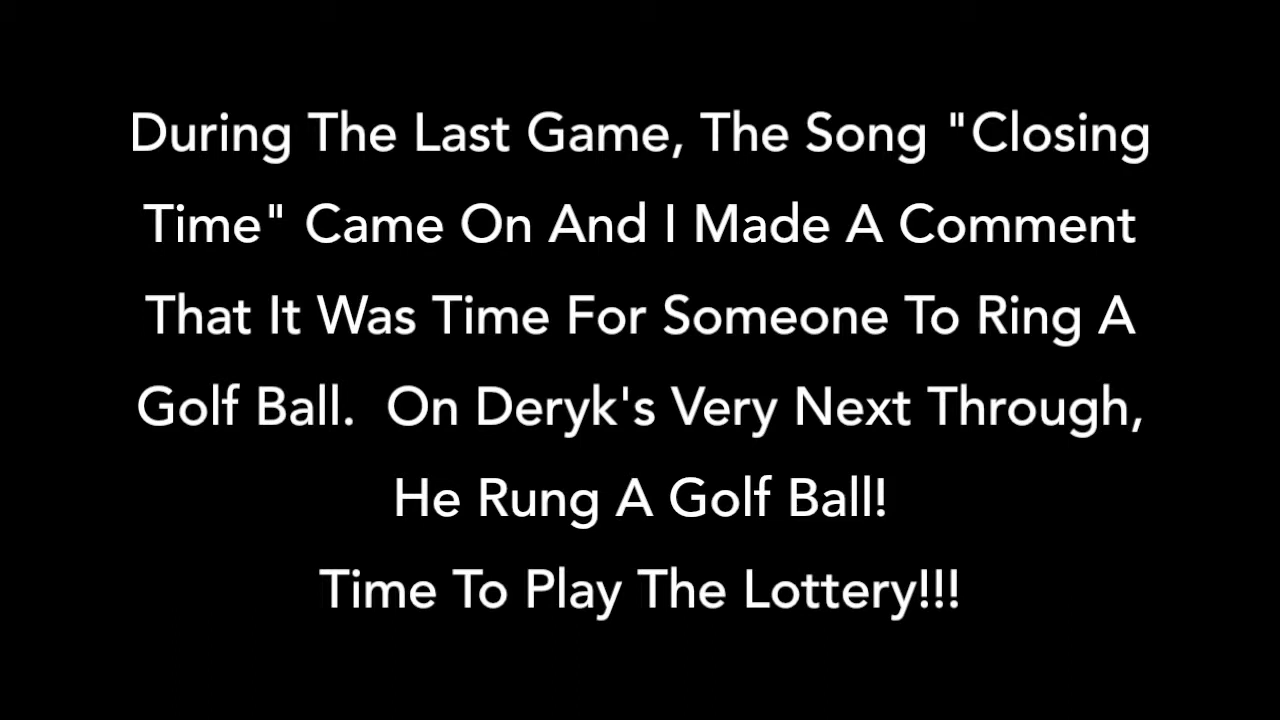 During The Last Game, The Song "Closing
Time" Came On And I Made A Comment
That It Was Time For Someone To Ring A
Golf Ball.  On Deryk's Very Next Through,
He Rung A Golf Ball!
Time To Play The Lottery!!!